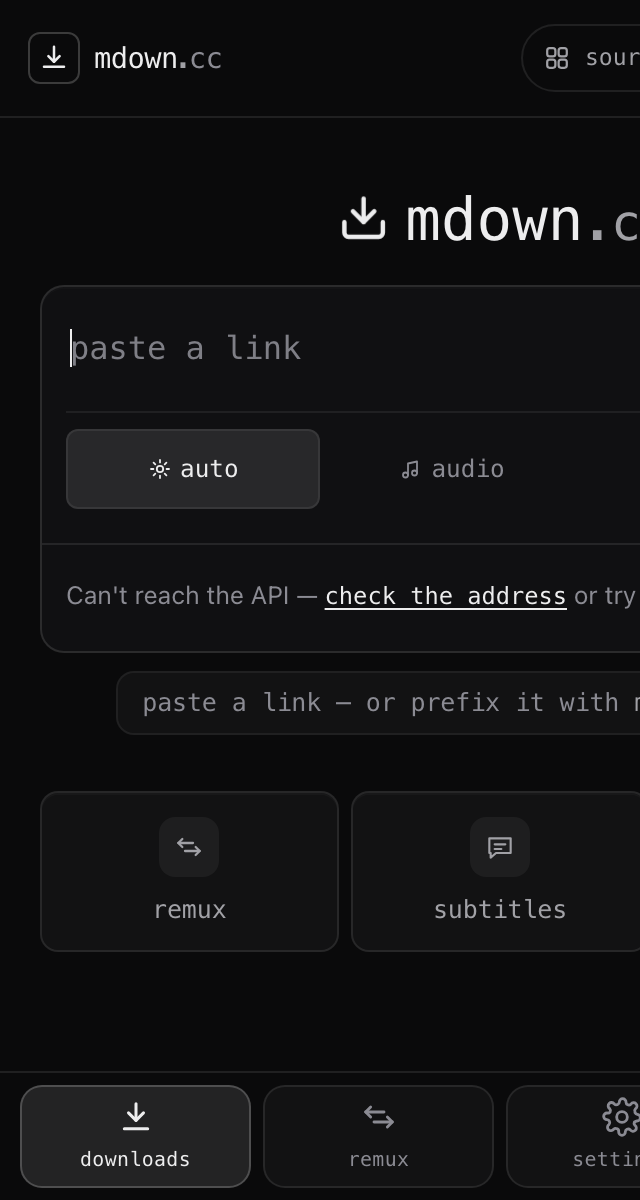 mdown.cc
sour
mdown.c
paste a link
auto
audio
Can't reach the API — check the address or try
paste a link — or prefix it with
remux
subtitles
downloads
remux
settin